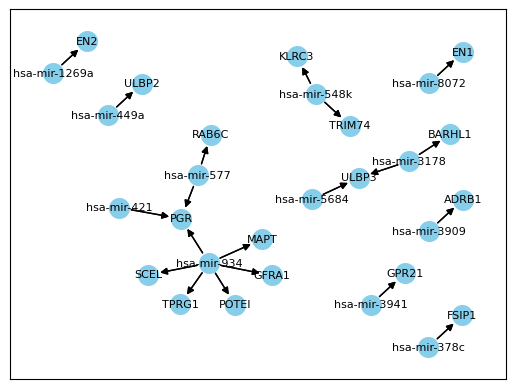 EN2
hsa-mir-1269a
ULBP2
hsa-mir-449a
KLRC3
hsa-mir-548k
TRIM74
EN1
hsa-mir-8072
RAB6C
hsa-mir-577
hsa-mir-421
PGR
BARHL1
hsa-mir-3178
ULBP3
hsa-mir-5684
ADRB1
hsa-mir-3909
MAPT
hsa-mir-934
SCEL
GFRA1
TPRG1
POTEI
GPR21
hsa-mir-3941
FSIP1
hsa-mir-378c